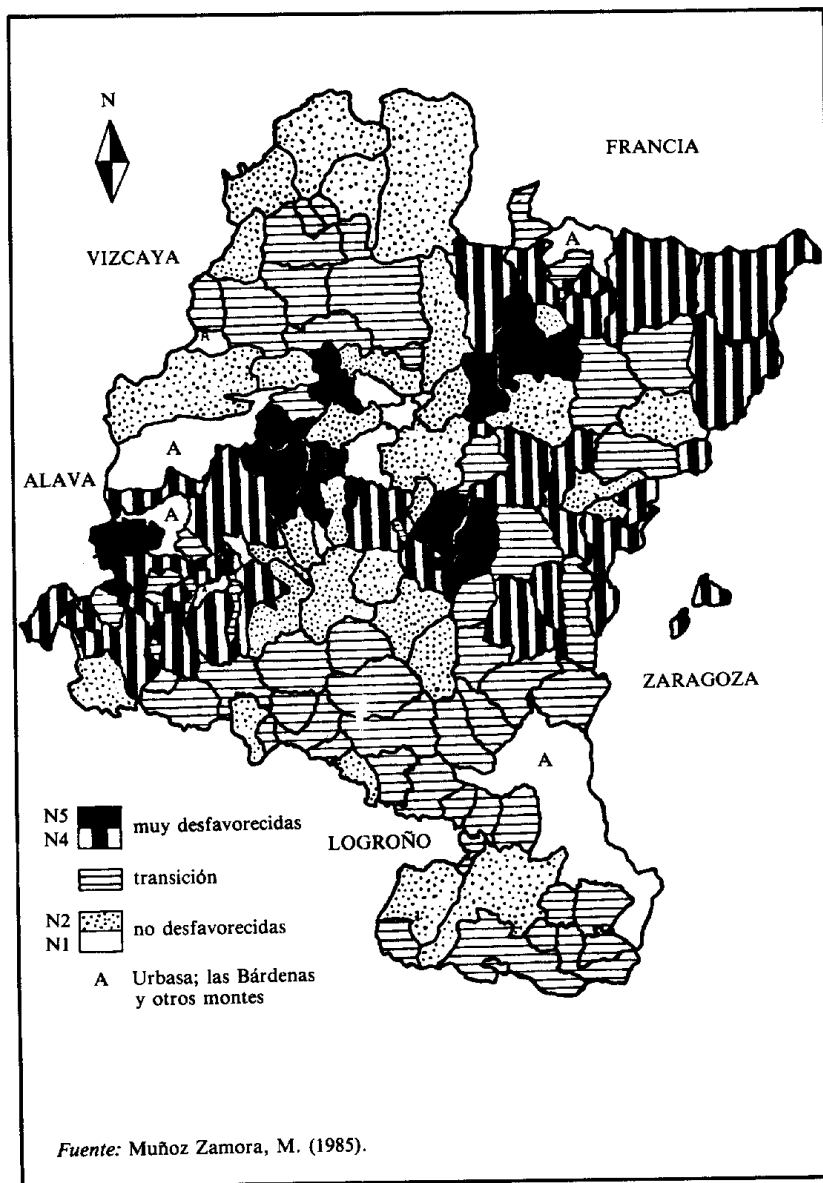 N
FRANCIA
A
VIZCAYA
A
A
ALAVA
A
ZARAGOZA
A
N5
N4 muy desfavorecidas
LOGROÑO
transición
N2
N1 no desfavorecidas
A Urbasa; las Bárdenas
y otros montes
Fuente: Muñoz Zamora, M. (1985).